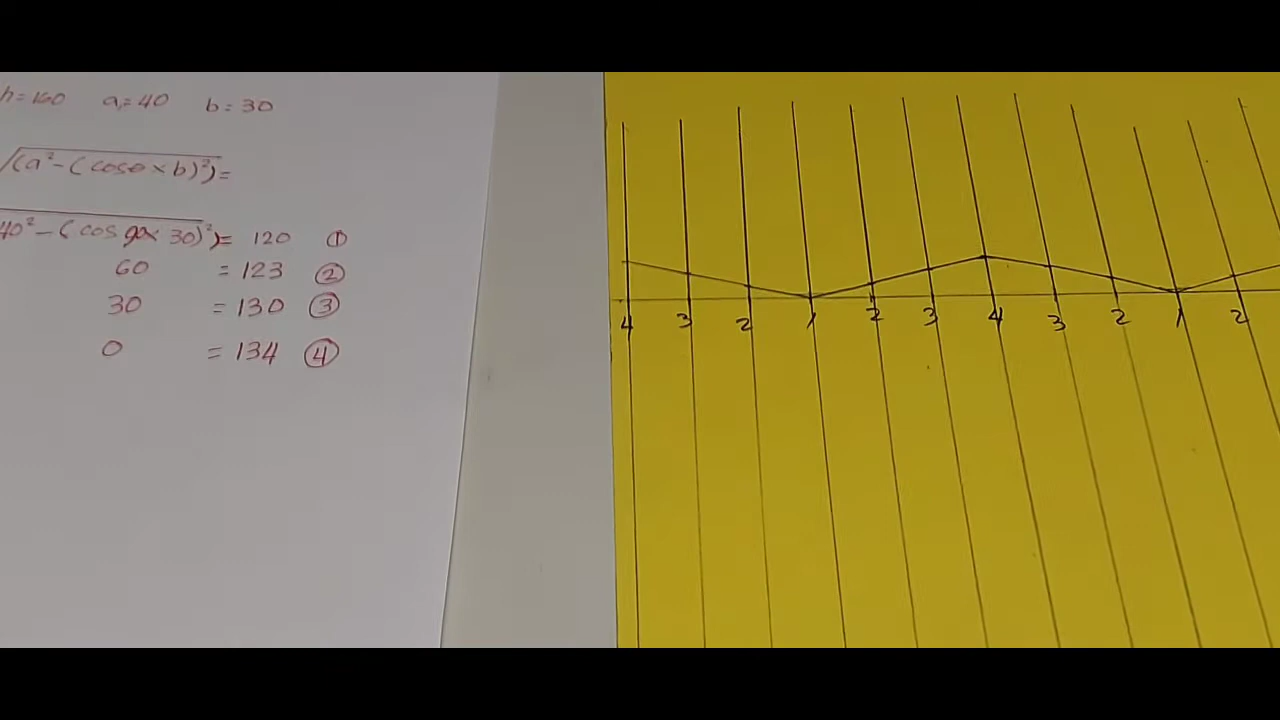 h=160 a=40 b=30
√(a²-(cosθ×b)²)=
40²-(cos 90× 30)²)= 120 ①
60 = 123 ②
30 = 130 ③
0 = 134 ④
4 3 2 1 2 3 4 3 2 1 2